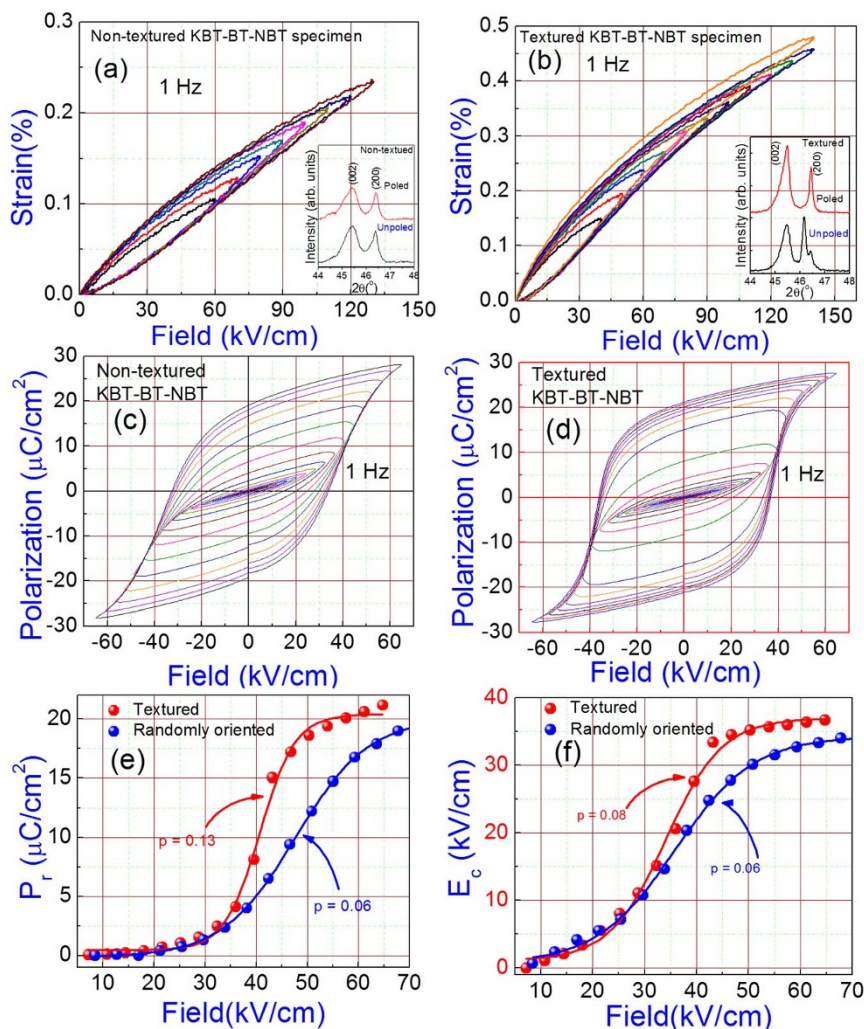 Non-textured KBT-BT-NBT specimen
(a)
1 Hz
Strain(%)
0.3
0.2
0.1
0.0
0 30 60 90 120 150
Field (kV/cm)
Non-textued
(002)
(200)
Poled
Unpoled
Intensity (arb. units)
44 45 46 47 48
2θ(°)
Textured KBT-BT-NBT specimen
(b)
1 Hz
Strain(%)
0.5
0.4
0.3
0.2
0.1
0.0
0 30 60 90 120 150
Field (kV/cm)
Textured
(002)
(200)
Poled
Unpoled
Intensity (arb. units)
44 45 46 47 48
2θ(°)
Non-textured
KBT-BT-NBT
(c)
1 Hz
Polarization (μC/cm²)
30
20
10
0
-10
-20
-30
-60 -40 -20 0 20 40 60
Field (kV/cm)
Textured
KBT-BT-NBT
(d)
1 Hz
Polarization (μC/cm²)
30
20
10
0
-10
-20
-30
-60 -40 -20 0 20 40 60
Field (kV/cm)
Textured
Randomly oriented
(e)
p = 0.13
p = 0.06
Pr (μC/cm²)
20
15
10
5
0
10 20 30 40 50 60 70
Field(kV/cm)
Textured
Randomly oriented
(f)
p = 0.08
p = 0.06
Ec (kV/cm)
40
30
20
10
0
10 20 30 40 50 60 70
Field(kV/cm)